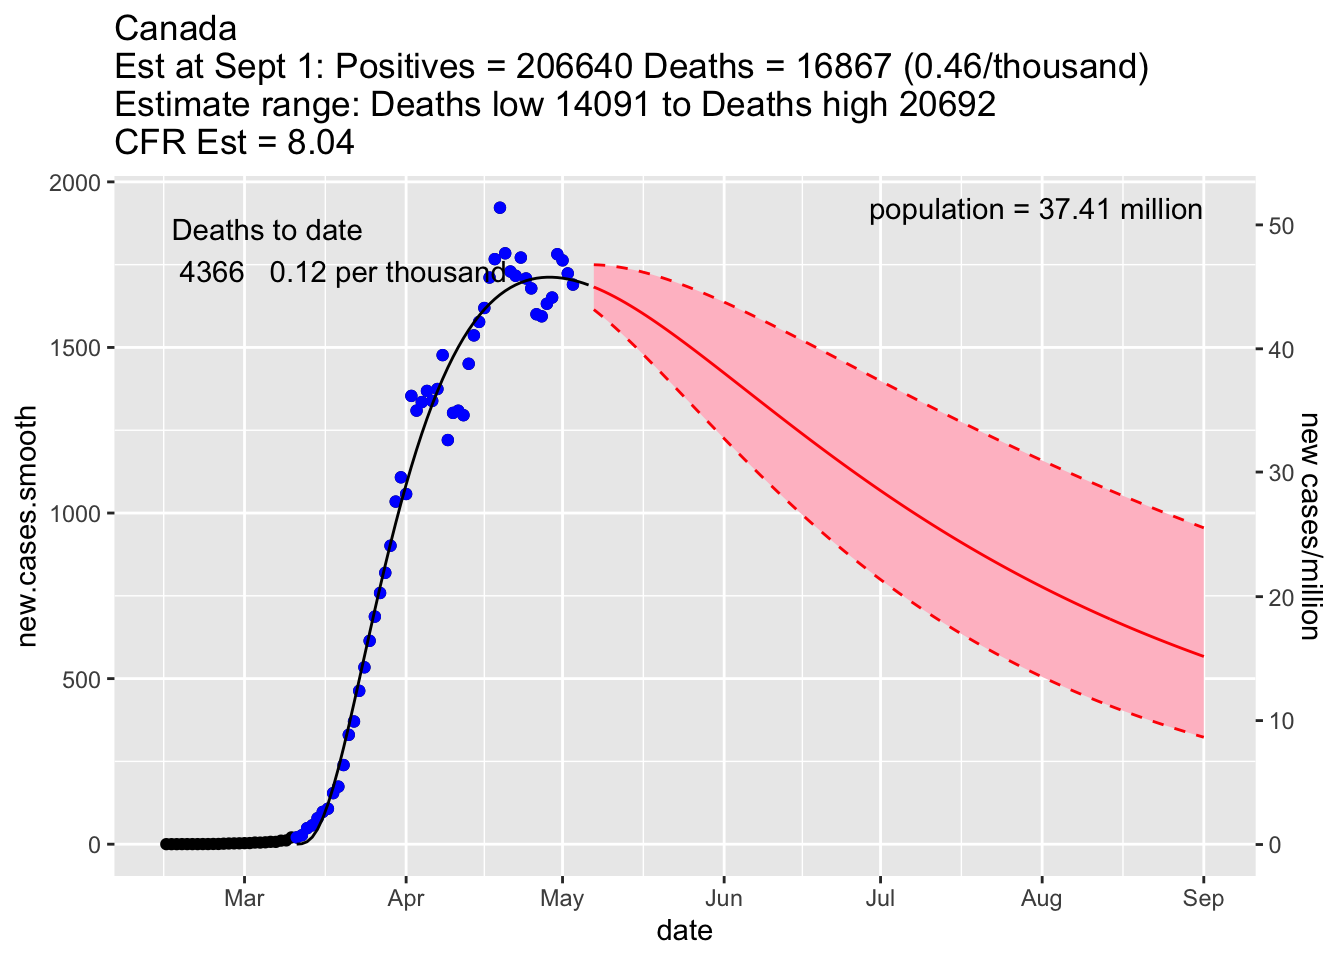 Canada
Est at Sept 1: Positives = 206640 Deaths = 16867 (0.46/thousand)
Estimate range: Deaths low 14091 to Deaths high 20692
CFR Est = 8.04
Deaths to date
4366 0.12 per thousand
population = 37.41 million
2000
1500
1000
500
0
new.cases.smooth
50
40
30
20
10
0
new cases/million
Mar Apr May Jun Jul Aug Sep
date